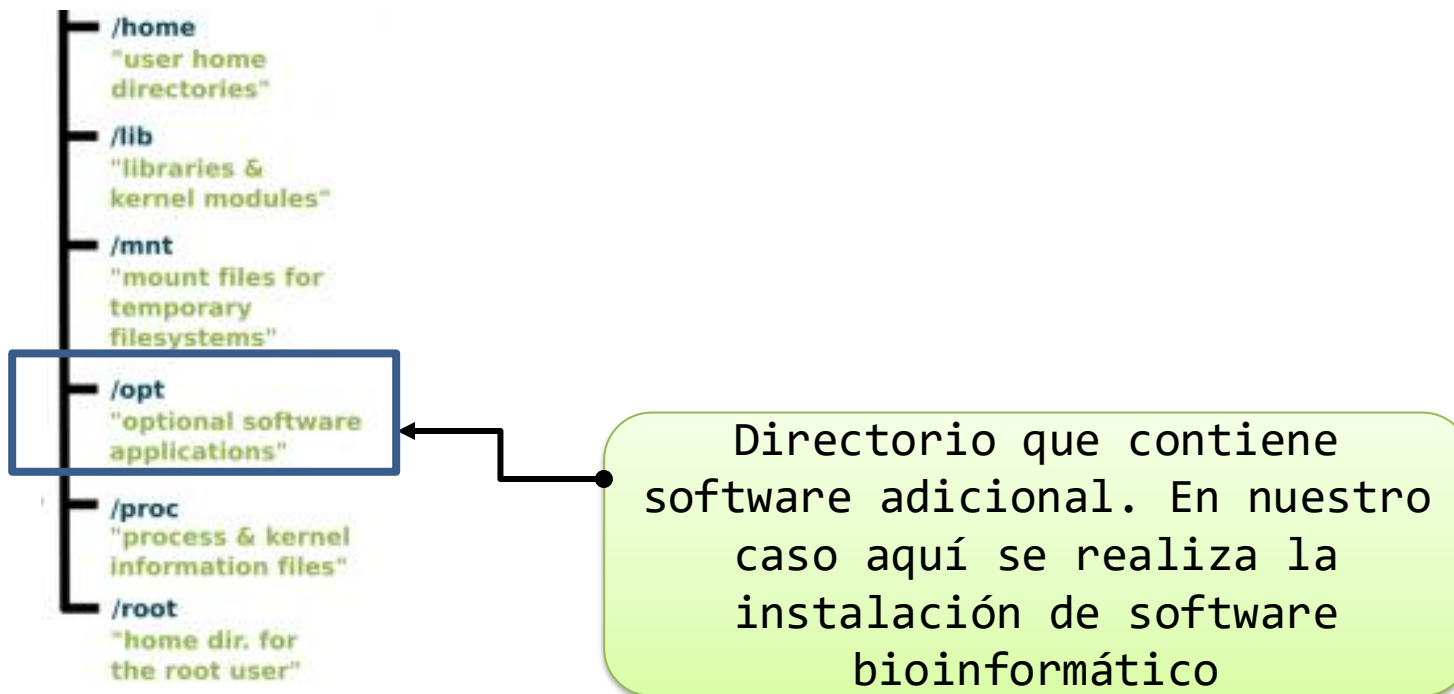 /home
"user home
directories"
/lib
"libraries &
kernel modules"
/mnt
"mount files for
temporary
filesystems"
/opt
"optional software
applications"
/proc
"process & kernel
information files"
/root
"home dir. for
the root user"
Directorio que contiene
software adicional. En nuestro
caso aquí se realiza la
instalación de software
bioinformático